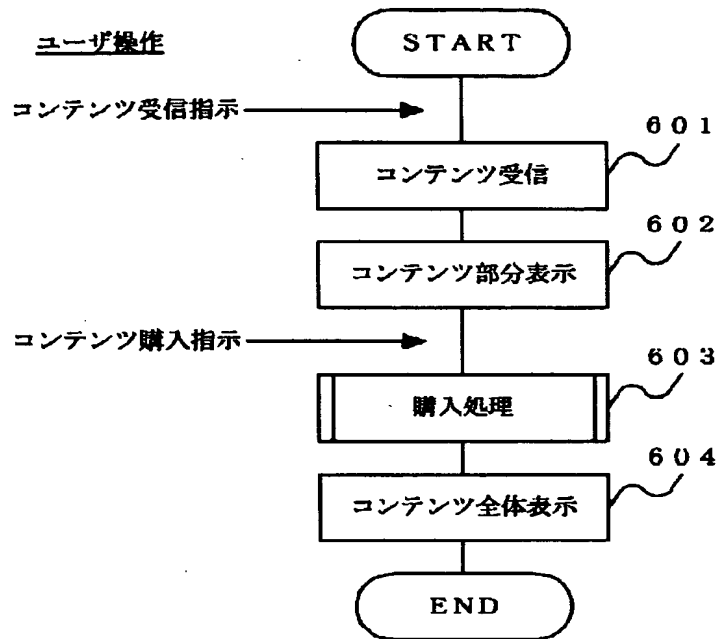 ユーザ操作
START
コンテンツ受信指示
601
コンテンツ受信
602
コンテンツ部分表示
コンテンツ購入指示
603
購入処理
604
コンテンツ全体表示
END